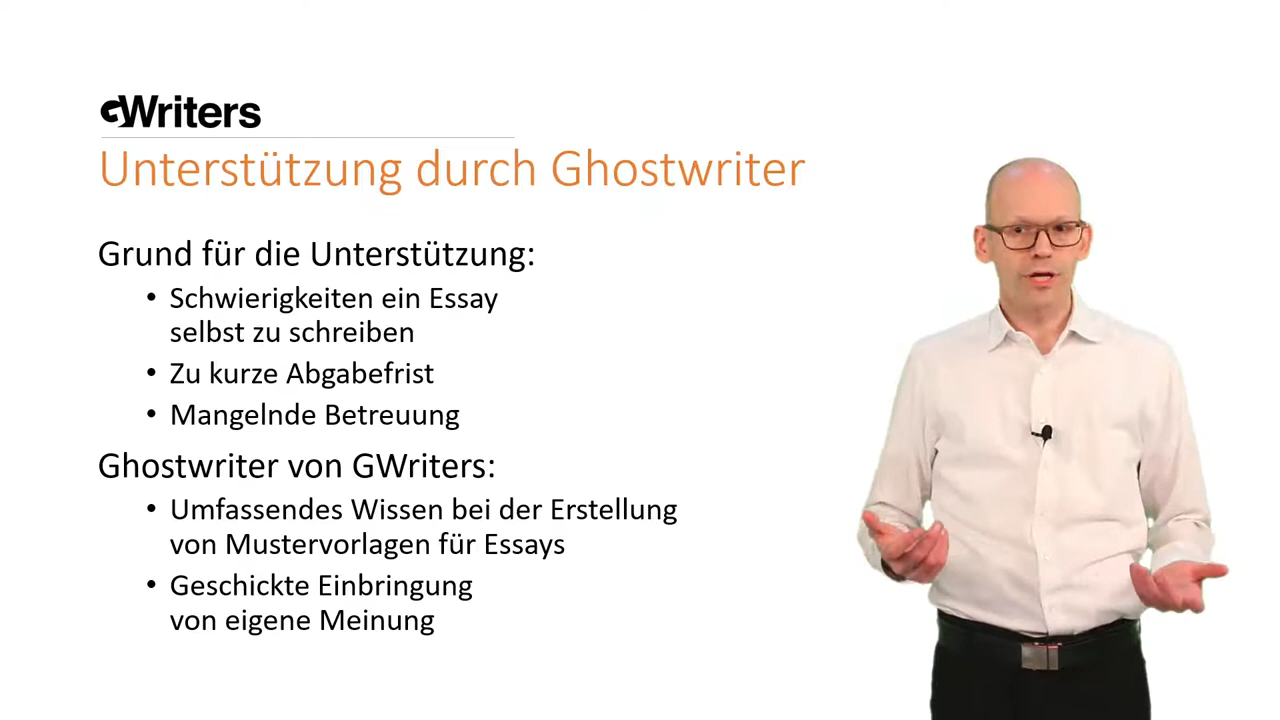 GWriters
Unterstützung durch Ghostwriter
Grund für die Unterstützung:
• Schwierigkeiten ein Essay
selbst zu schreiben
• Zu kurze Abgabefrist
• Mangelnde Betreuung
Ghostwriter von GWriters:
• Umfassendes Wissen bei der Erstellung
von Mustervorlagen für Essays
• Geschickte Einbringung
von eigene Meinung